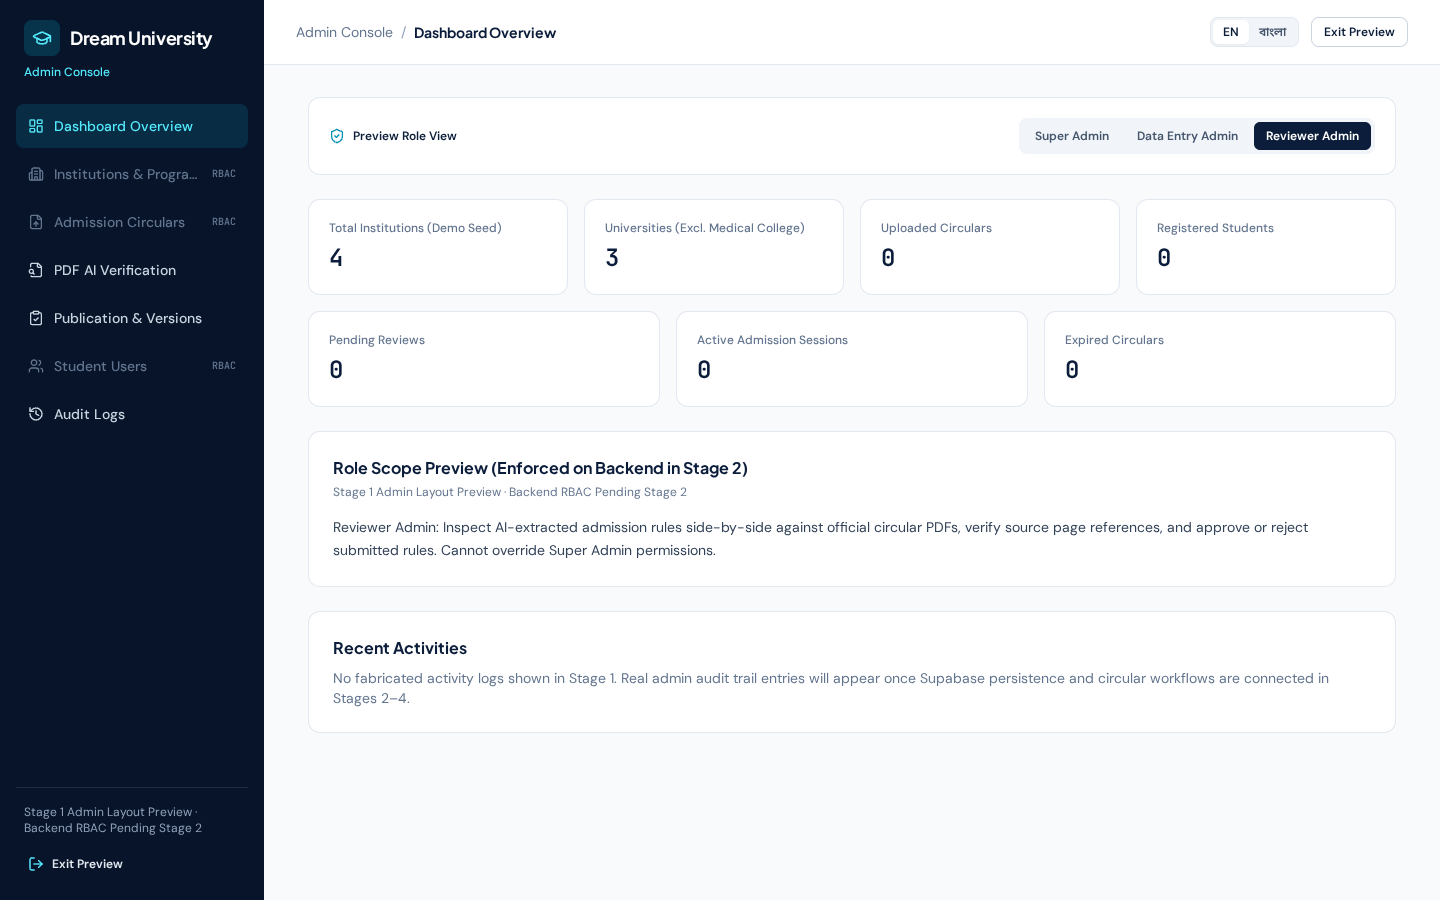 Dream University
Admin Console
Dashboard Overview
Institutions & Progra... RBAC
Admission Circulars RBAC
PDF AI Verification
Publication & Versions
Student Users RBAC
Audit Logs
Stage 1 Admin Layout Preview ·
Backend RBAC Pending Stage 2
Exit Preview
Admin Console / Dashboard Overview
EN বাংলা Exit Preview
Preview Role View
Super Admin Data Entry Admin Reviewer Admin
Total Institutions (Demo Seed)
4
Universities (Excl. Medical College)
3
Uploaded Circulars
0
Registered Students
0
Pending Reviews
0
Active Admission Sessions
0
Expired Circulars
0
Role Scope Preview (Enforced on Backend in Stage 2)
Stage 1 Admin Layout Preview · Backend RBAC Pending Stage 2
Reviewer Admin: Inspect AI-extracted admission rules side-by-side against official circular PDFs, verify source page references, and approve or reject
submitted rules. Cannot override Super Admin permissions.
Recent Activities
No fabricated activity logs shown in Stage 1. Real admin audit trail entries will appear once Supabase persistence and circular workflows are connected in
Stages 2–4.